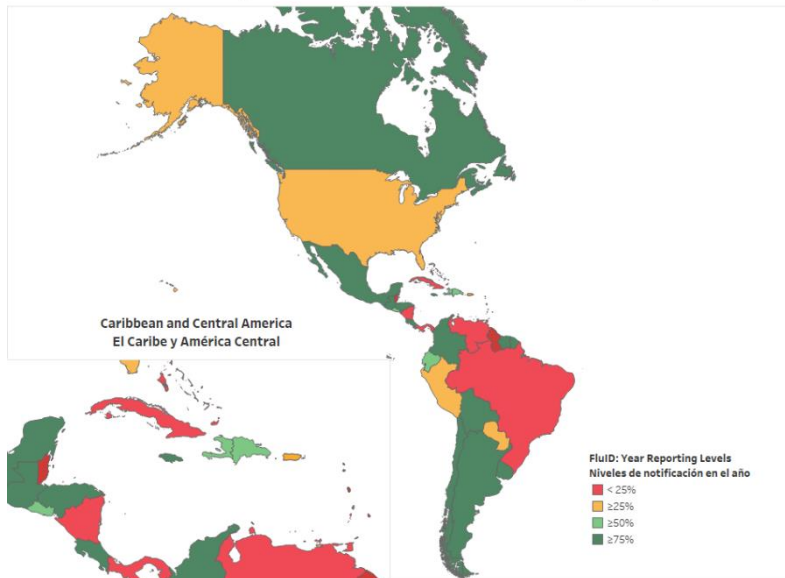 Caribbean and Central America
El Caribe y América Central
FluID: Year Reporting Levels
Niveles de notificación en el año
< 25%
≥25%
≥50%
≥75%